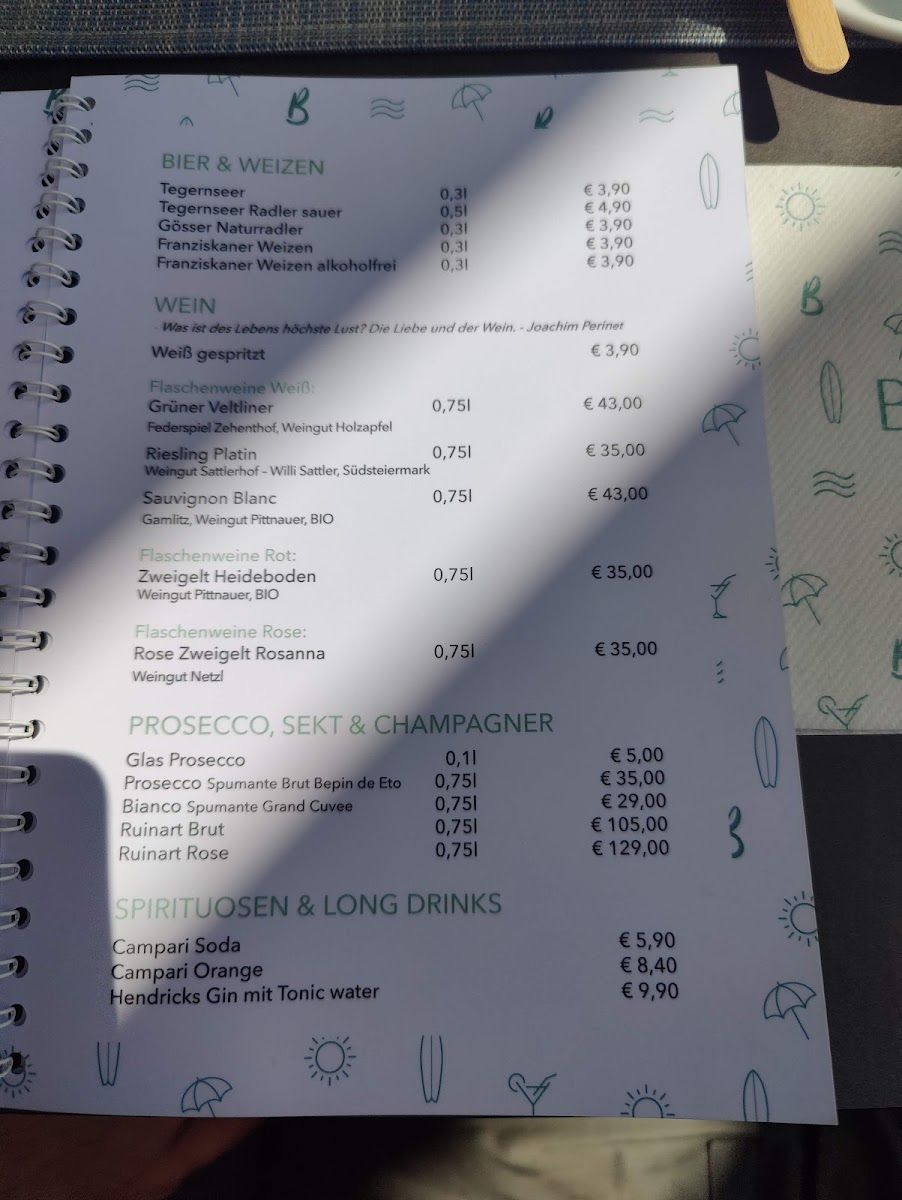 B
BIER & WEIZEN
Tegernseer 0,3l € 3,90
Tegernseer Radler sauer 0,5l € 4,90
Gösser Naturradler 0,3l € 3,90
Franziskaner Weizen 0,3l € 3,90
Franziskaner Weizen alkoholfrei 0,3l € 3,90
WEIN
Was ist des Lebens höchste Lust? Die Liebe und der Wein. - Joachim Perinet
Weiß gespritzt € 3,90
Flaschenweine Weiß:
Grüner Veltliner 0,75l € 43,00
Federspiel Zehenthof, Weingut Holzapfel
Riesling Platin 0,75l € 35,00
Weingut Sattlerhof – Willi Sattler, Südsteiermark
Sauvignon Blanc 0,75l € 43,00
Gamlitz, Weingut Pittnauer, BIO
Flaschenweine Rot:
Zweigelt Heideboden 0,75l € 35,00
Weingut Pittnauer, BIO
Flaschenweine Rose:
Rose Zweigelt Rosanna 0,75l € 35,00
Weingut Netzl
PROSECCO, SEKT & CHAMPAGNER
Glas Prosecco 0,1l € 5,00
Prosecco Spumante Brut Bepin de Eto 0,75l € 35,00
Bianco Spumante Grand Cuvee 0,75l € 29,00
Ruinart Brut 0,75l € 105,00
Ruinart Rose 0,75l € 129,00
SPIRITUOSEN & LONG DRINKS
Campari Soda € 5,90
Campari Orange € 8,40
Hendricks Gin mit Tonic water € 9,90
B
B